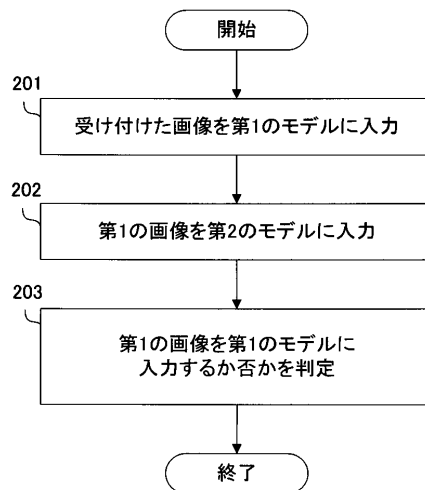 開始
201
受け付けた画像を第1のモデルに入力
202
第1の画像を第2のモデルに入力
203
第1の画像を第1のモデルに
入力するか否かを判定
終了